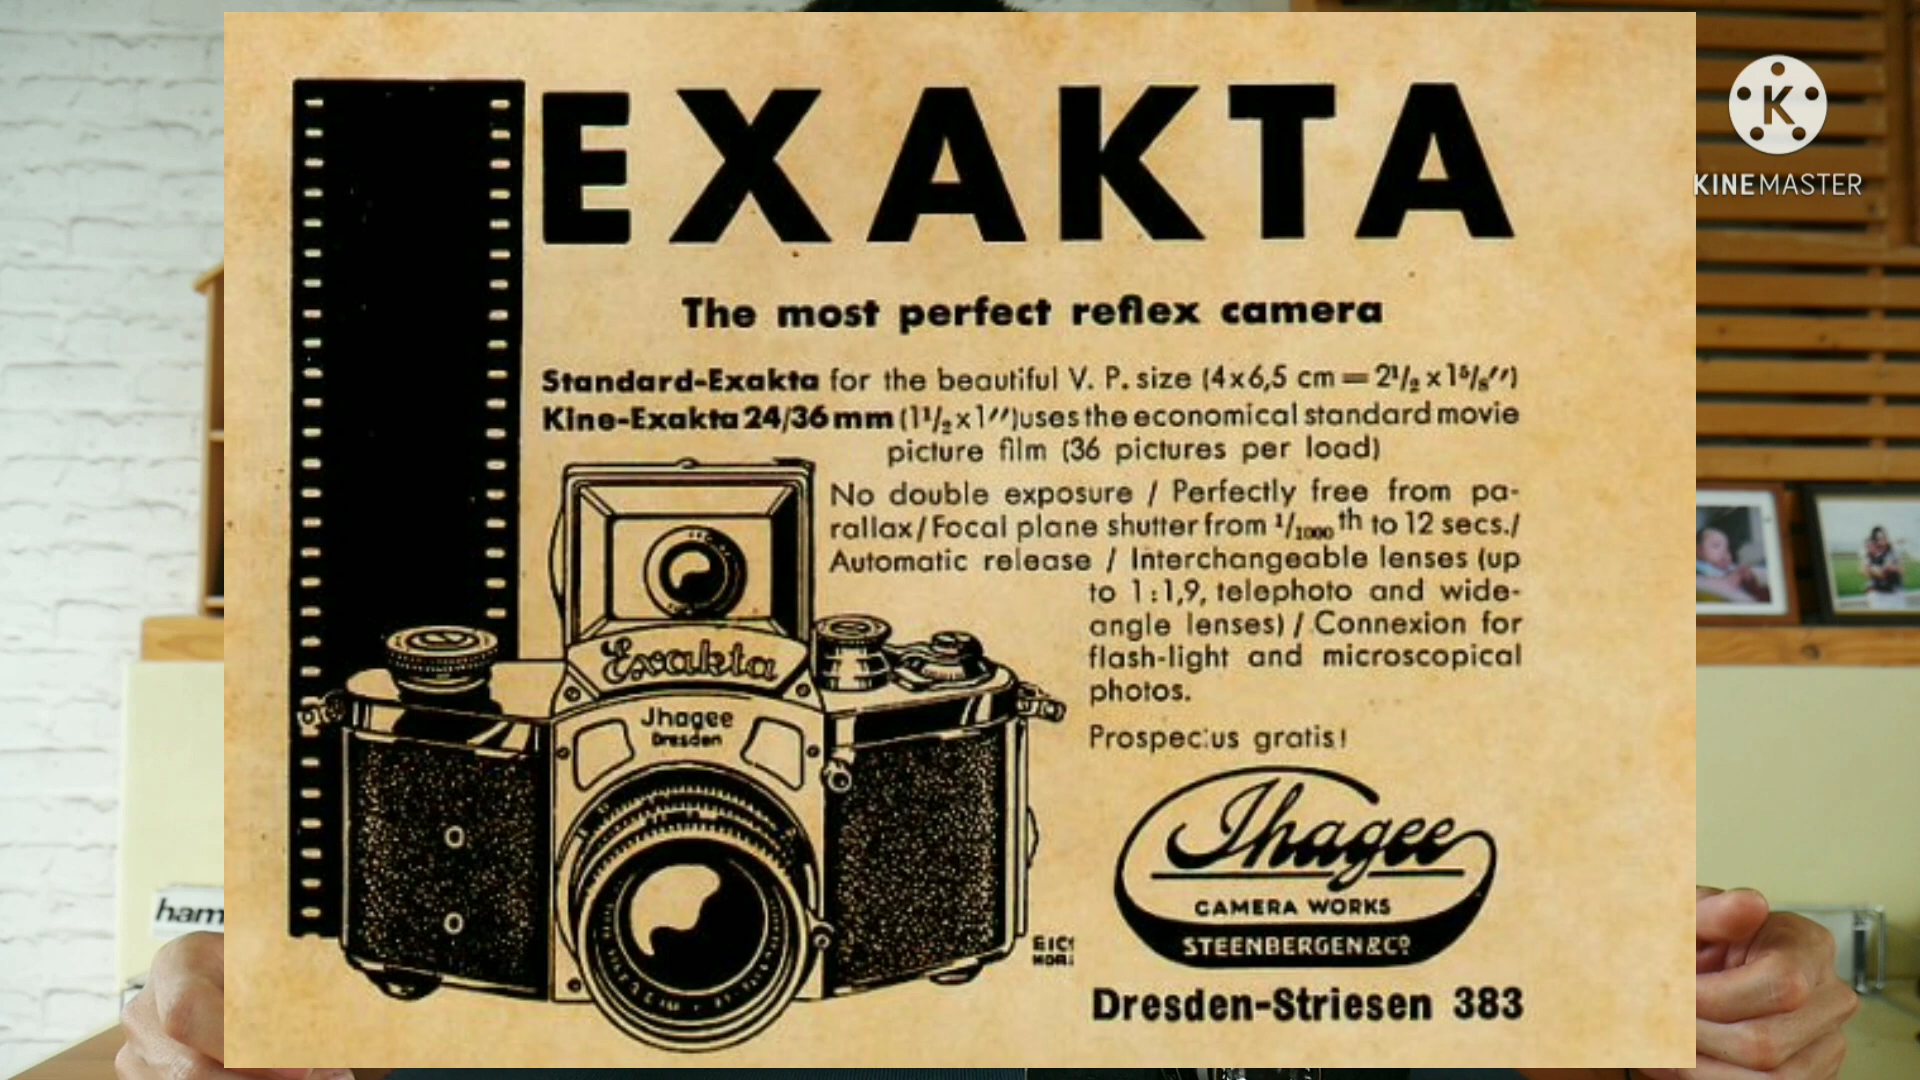 EXAKTA
The most perfect reflex camera
Standard-Exakta for the beautiful V. P. size (4x6,5 cm = 2¹/₂ x 1⁵/₈″)
Kine-Exakta 24/36 mm (1¹/₂x1″) uses the economical standard movie
picture film (36 pictures per load)
No double exposure / Perfectly free from pa-
rallax / Focal plane shutter from ¹/₁₀₀₀th to 12 secs./
Automatic release / Interchangeable lenses (up
to 1:1,9, telephoto and wide-
angle lenses) / Connexion for
flash-light and microscopical
photos.
Prospectus gratis!
Exakta
Jhagee
Dresden
Jhagee
CAMERA WORKS
STEENBERGEN & Cº
Dresden-Striesen 383
K
KINEMASTER
ham